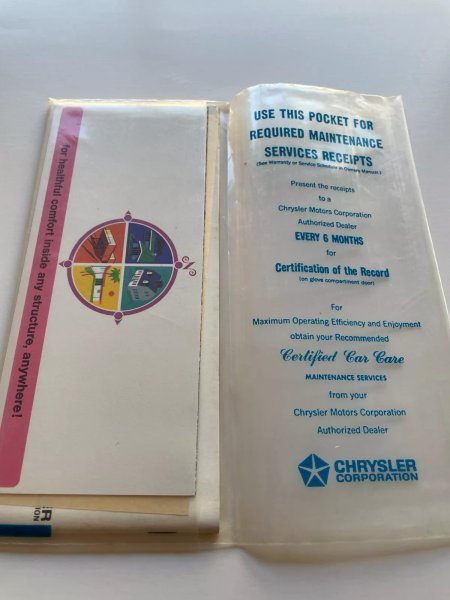 for healthful comfort inside any structure, anywhere!
N
USE THIS POCKET FOR
REQUIRED MAINTENANCE
SERVICES RECEIPTS
(See Warranty or Service Schedule in Owners Manual.)
Present the receipts
to a
Chrysler Motors Corporation
Authorized Dealer
EVERY 6 MONTHS
for
Certification of the Record
(on glove compartment door)
For
Maximum Operating Efficiency and Enjoyment
obtain your Recommended
Certified Car Care
MAINTENANCE SERVICES
from your
Chrysler Motors Corporation
Authorized Dealer
CHRYSLER
CORPORATION
ER
ION